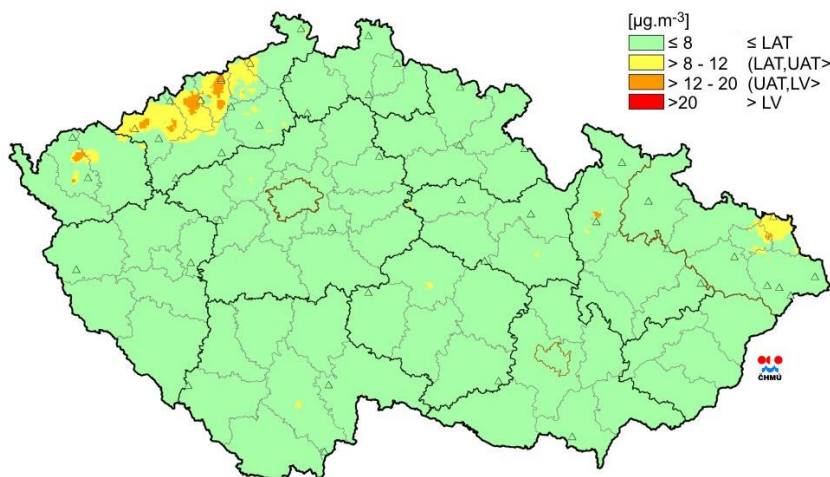 [µg.m-³]
≤ 8 ≤ LAT
> 8 - 12 (LAT,UAT>
> 12 - 20 (UAT,LV>
>20 > LV
ČHMÚ